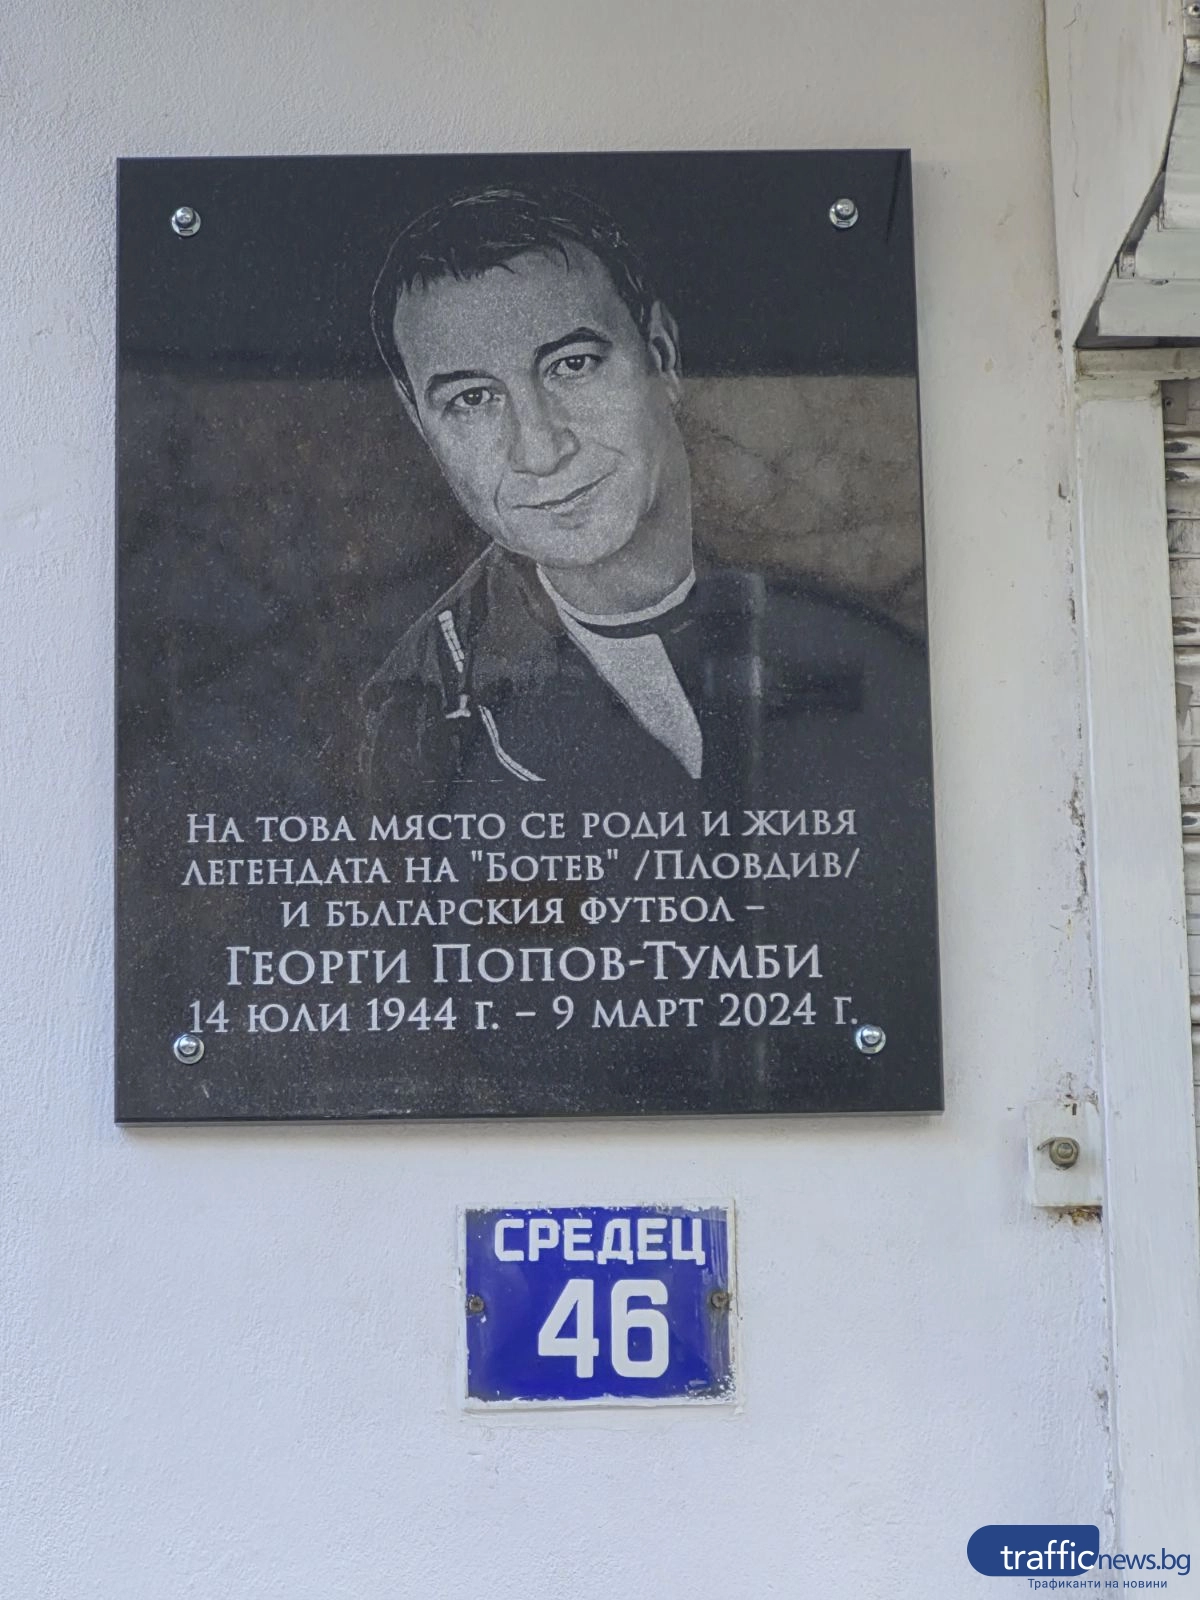 На това място се роди и живя
легендата на "Ботев" /Пловдив/
и българския футбол –
Георги Попов-Тумби
14 юли 1944 г. – 9 март 2024 г.
СРЕДЕЦ
46
trafficnews.bg
Трафиканти на новини